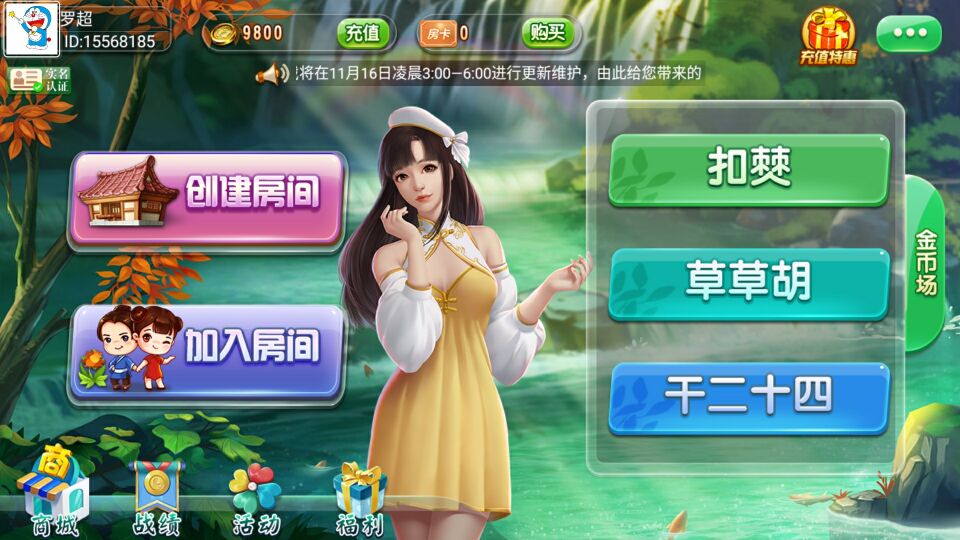 罗超
ID:15568185
9800
充值
房卡
0
购买
充值特惠
实名
认证
将在11月16日凌晨3:00—6:00进行更新维护，由此给您带来的
创建房间
加入房间
扣棼
草草胡
干二十四
金币场
商
商城
战绩
活动
福利